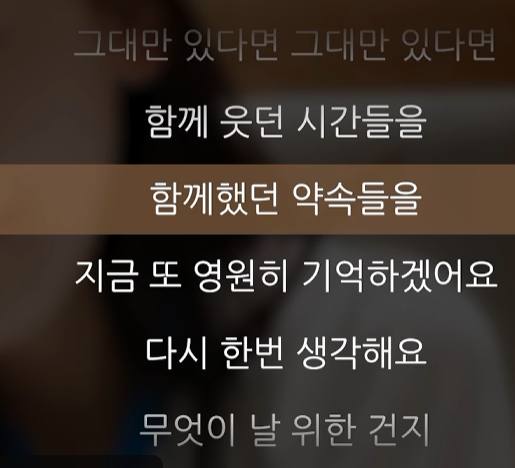 그대만 있다면 그대만 있다면
함께 웃던 시간들을
함께했던 약속들을
지금 또 영원히 기억하겠어요
다시 한번 생각해요
무엇이 날 위한 건지